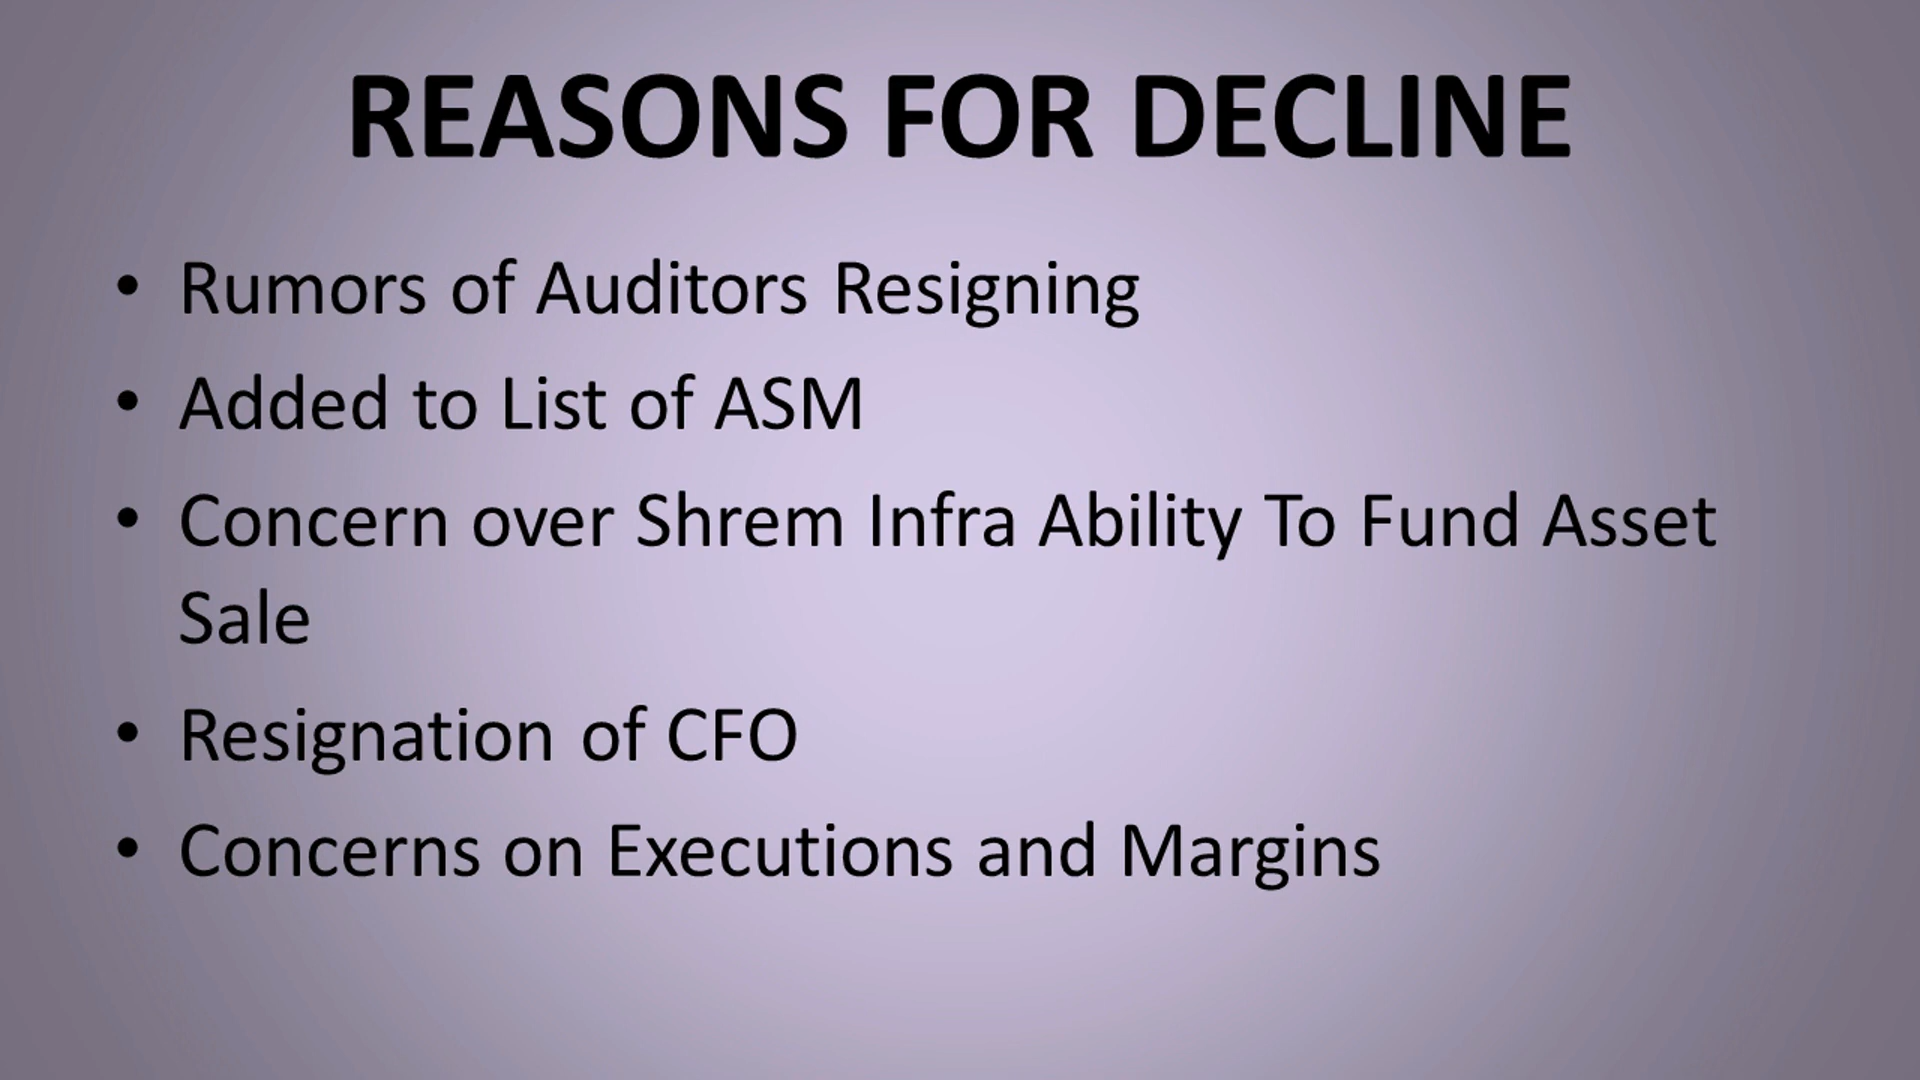 REASONS FOR DECLINE
• Rumors of Auditors Resigning
• Added to List of ASM
• Concern over Shrem Infra Ability To Fund Asset
Sale
• Resignation of CFO
• Concerns on Executions and Margins